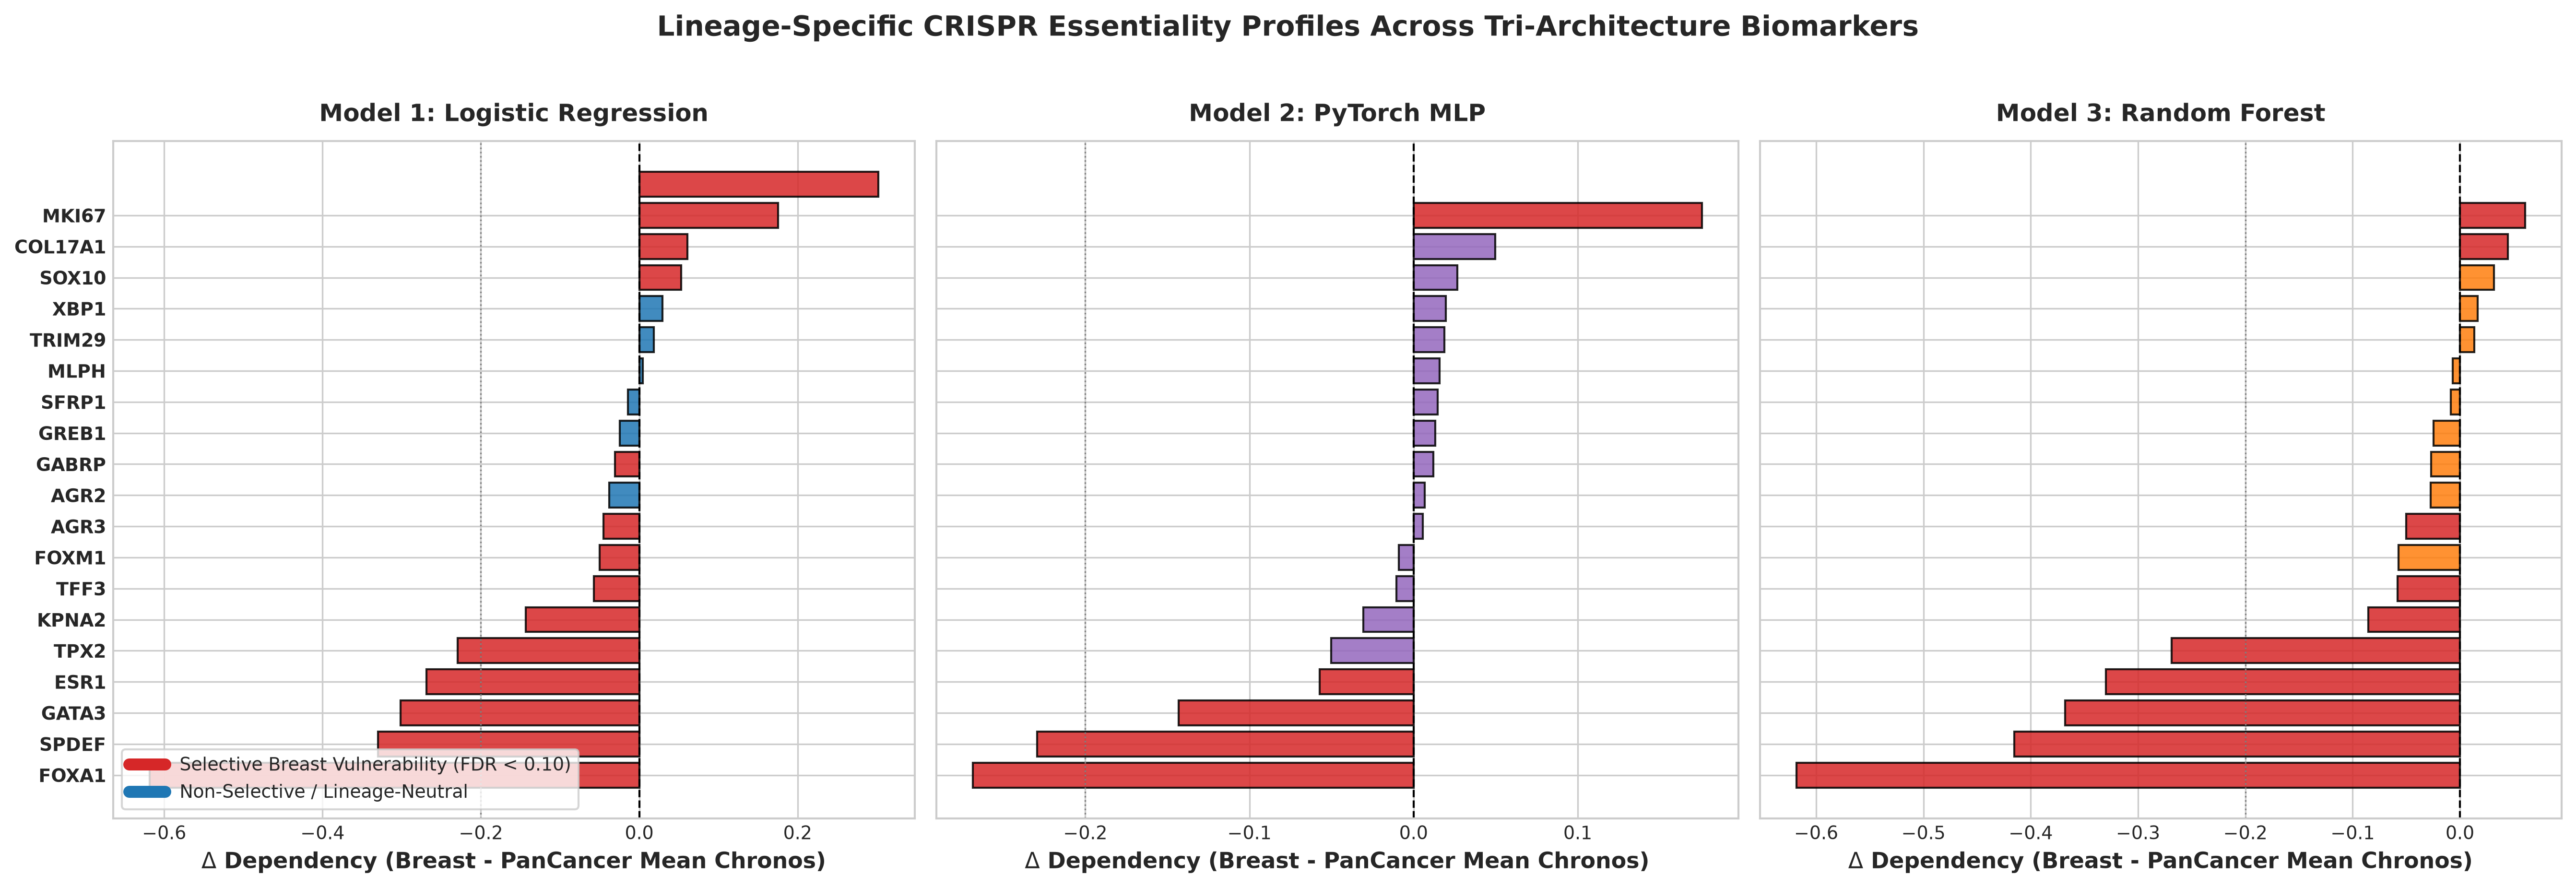 Lineage-Specific CRISPR Essentiality Profiles Across Tri-Architecture Biomarkers
Model 1: Logistic Regression
MKI67
COL17A1
SOX10
XBP1
TRIM29
MLPH
SFRP1
GREB1
GABRP
AGR2
AGR3
FOXM1
TFF3
KPNA2
TPX2
ESR1
GATA3
SPDEF
FOXA1
Selective Breast Vulnerability (FDR < 0.10)
Non-Selective / Lineage-Neutral
−0.6 −0.4 −0.2 0.0 0.2
Δ Dependency (Breast - PanCancer Mean Chronos)
Model 2: PyTorch MLP
−0.2 −0.1 0.0 0.1
Δ Dependency (Breast - PanCancer Mean Chronos)
Model 3: Random Forest
−0.6 −0.5 −0.4 −0.3 −0.2 −0.1 0.0
Δ Dependency (Breast - PanCancer Mean Chronos)